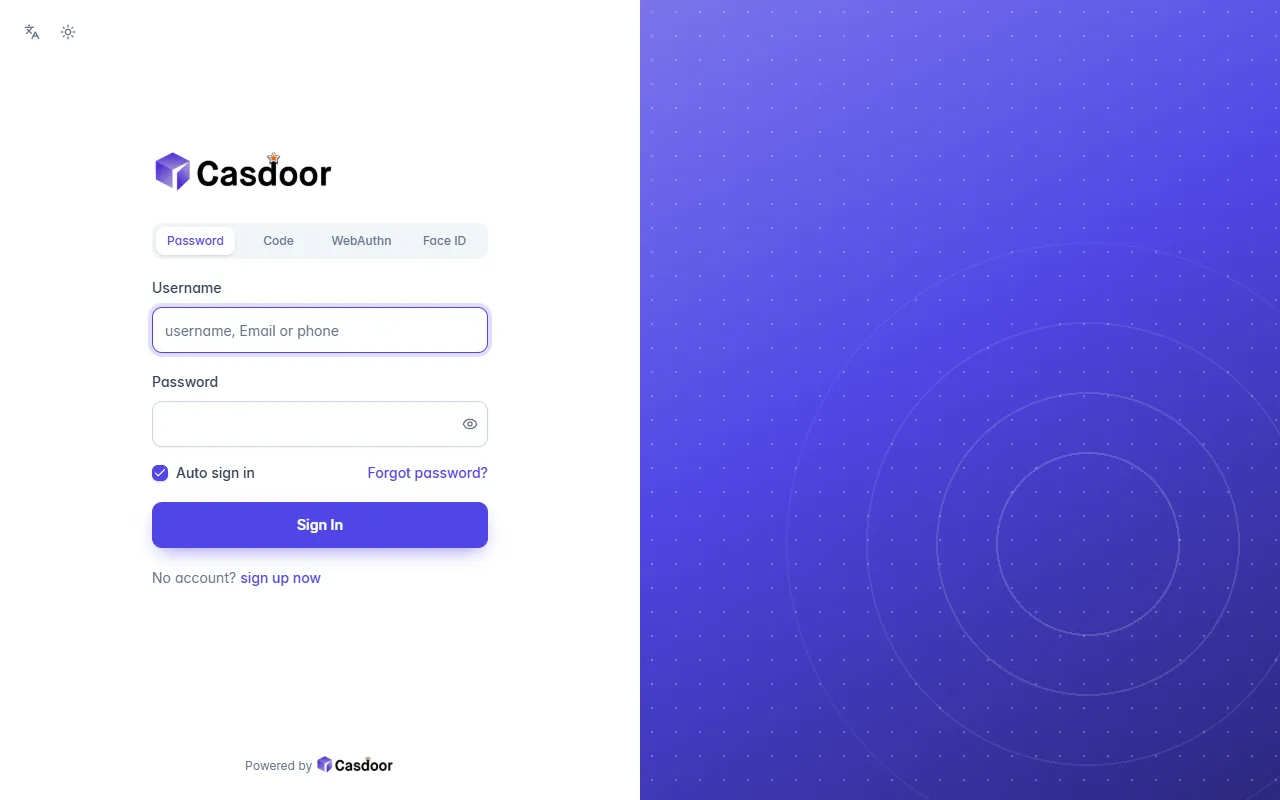 Casdoor
Password Code WebAuthn Face ID
Username
username, Email or phone
Password
Auto sign in Forgot password?
Sign In
No account? sign up now
Powered by Casdoor